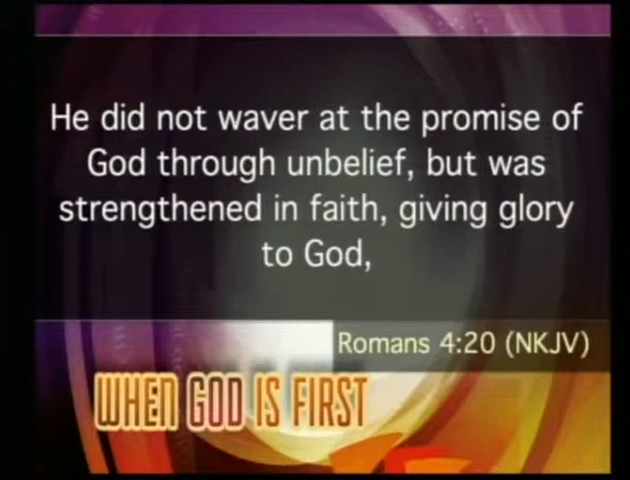 He did not waver at the promise of
God through unbelief, but was
strengthened in faith, giving glory
to God,
Romans 4:20 (NKJV)
WHEN GOD IS FIRST